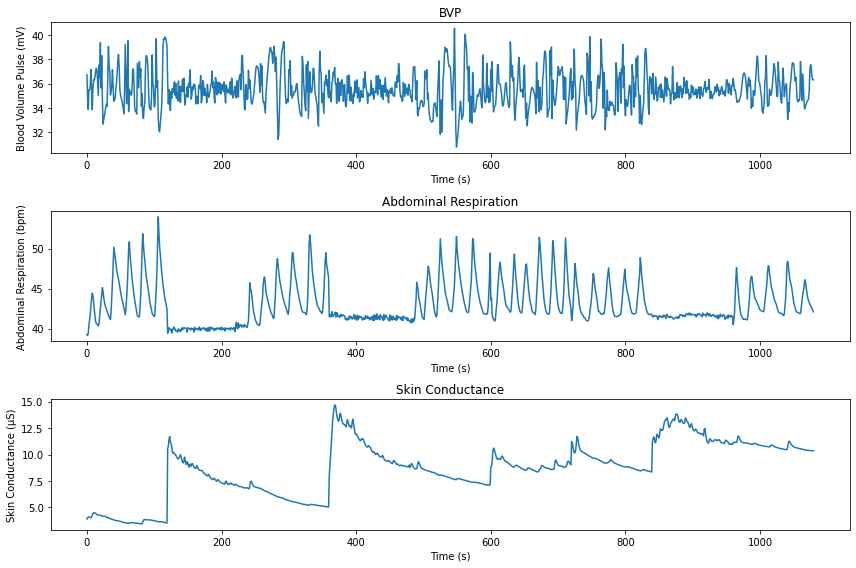 BVP
Blood Volume Pulse (mV)
40
38
36
34
32
0 200 400 600 800 1000
Time (s)
Abdominal Respiration
Abdominal Respiration (bpm)
50
45
40
0 200 400 600 800 1000
Time (s)
Skin Conductance
Skin Conductance (μS)
15.0
12.5
10.0
7.5
5.0
0 200 400 600 800 1000
Time (s)